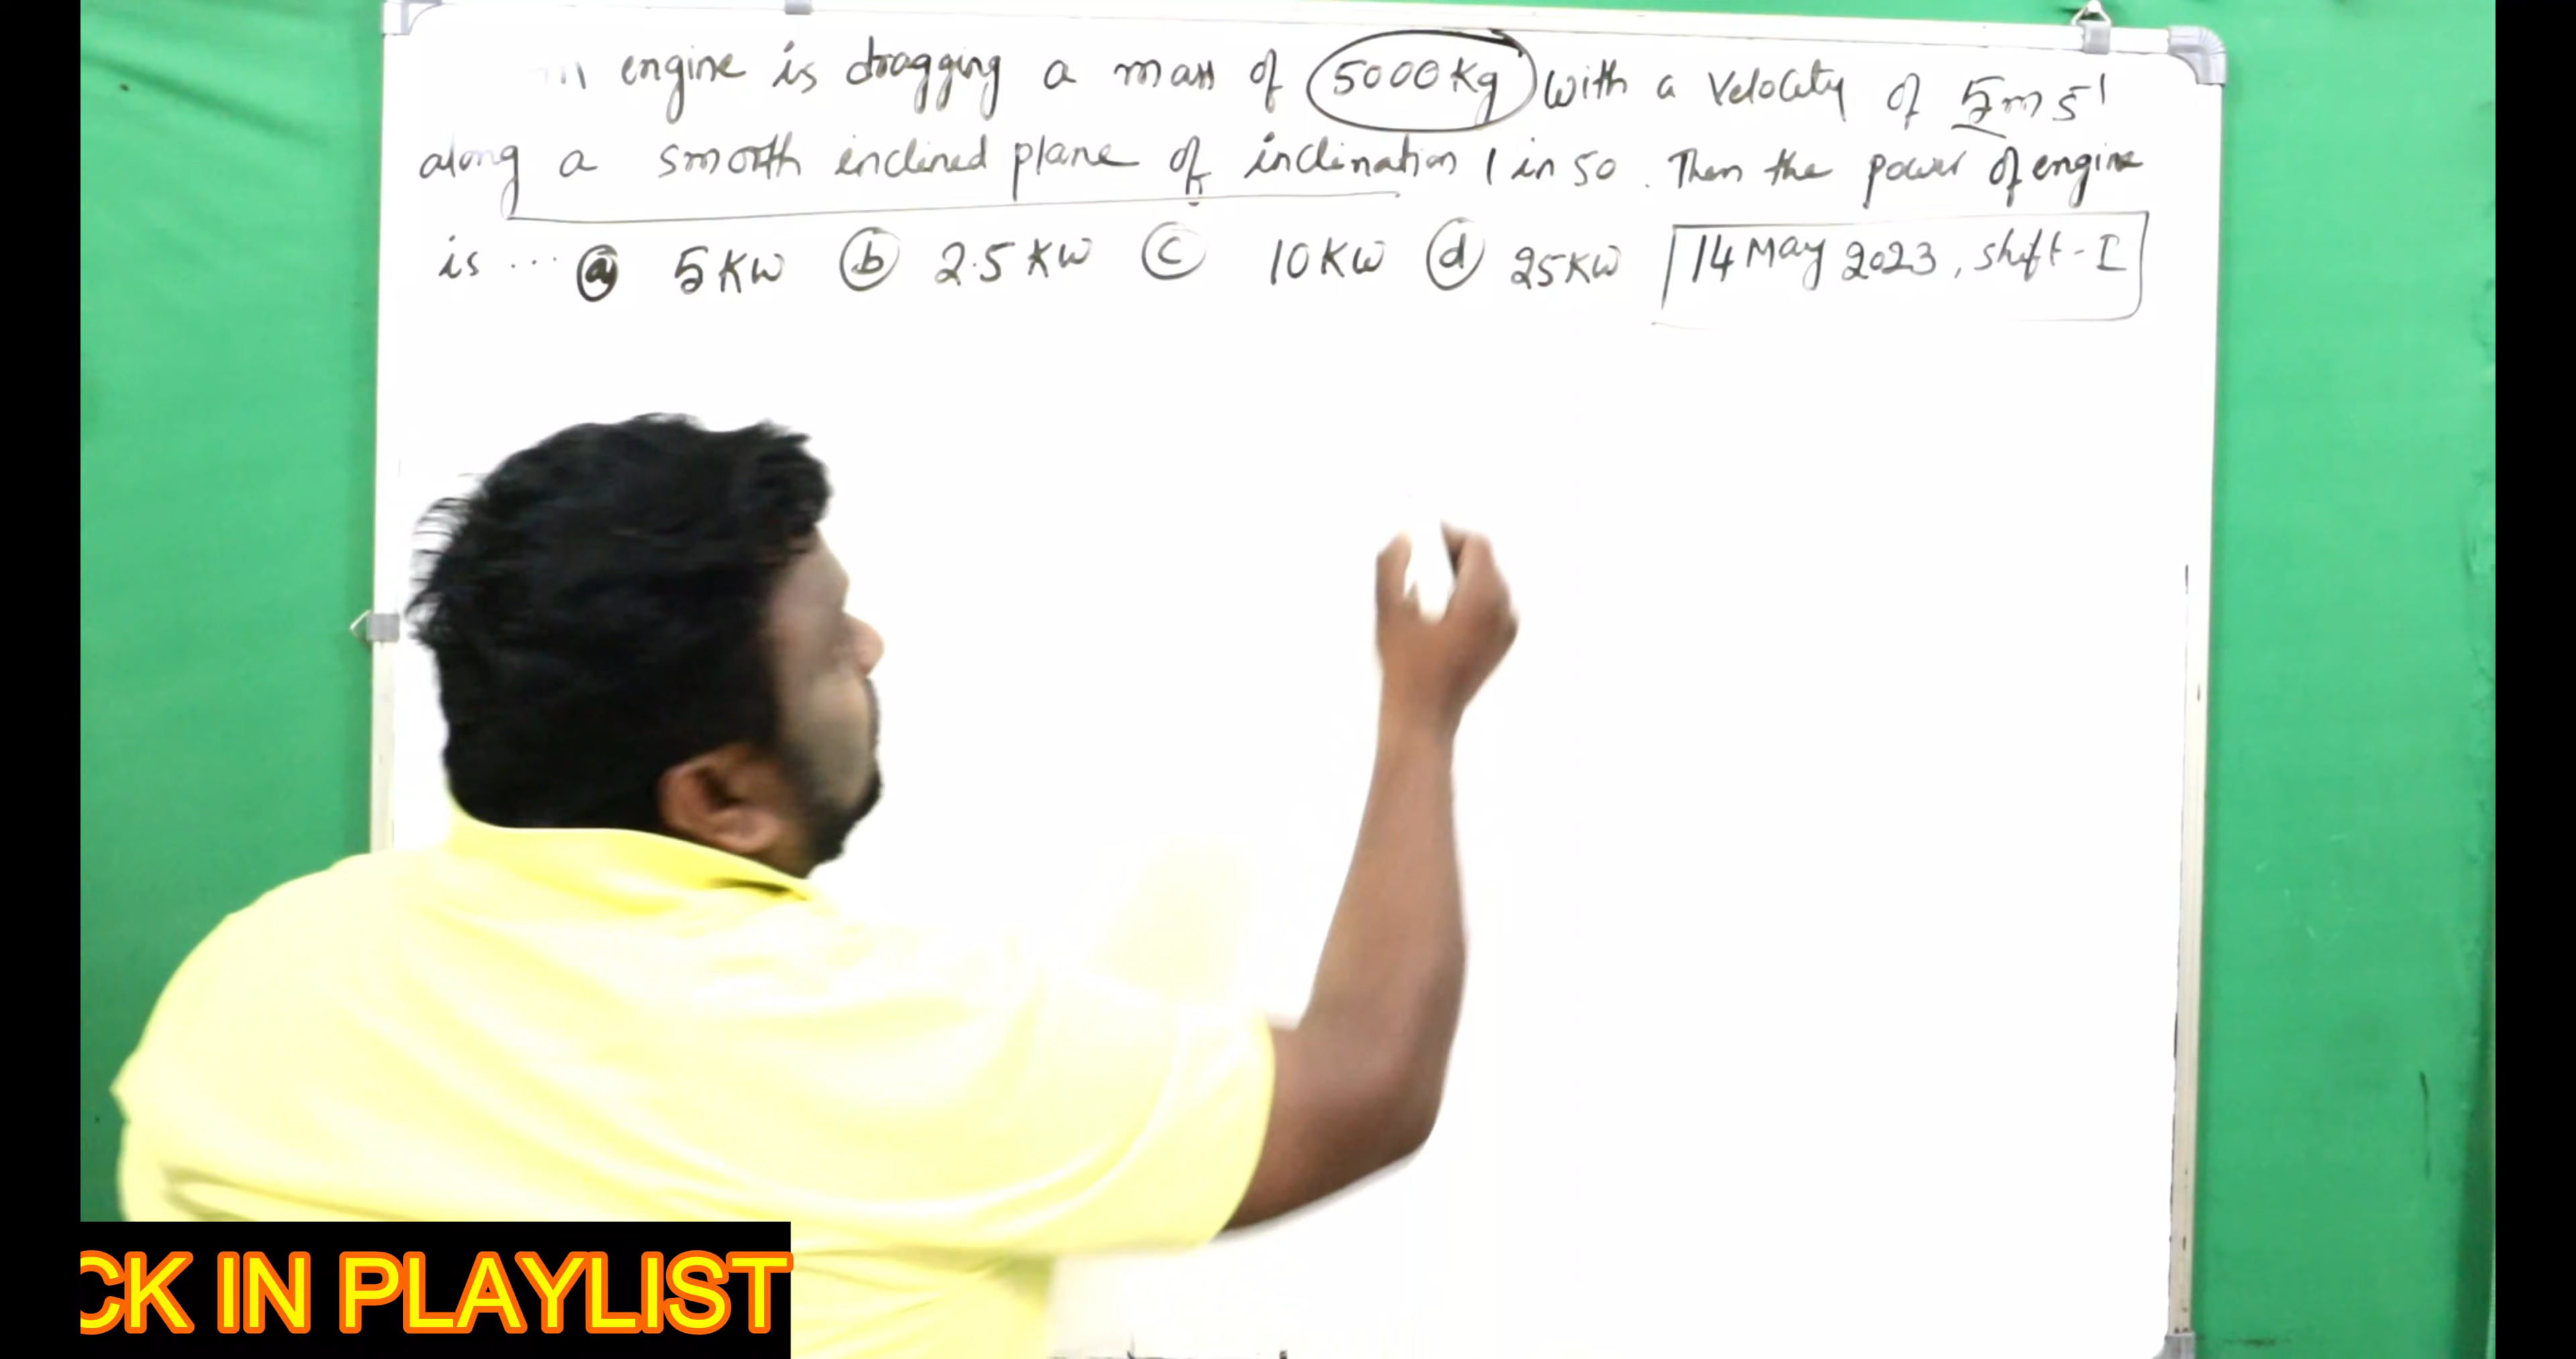 engine is dragging a mass of 5000 Kg with a velocity of 5 m s⁻¹
along a smooth inclined plane of inclination 1 in 50. Then the power of engine
is ... (a) 5 KW (b) 2.5 KW (c) 10 KW (d) 25 KW 14 May 2023, Shift - I
CK IN PLAYLIST